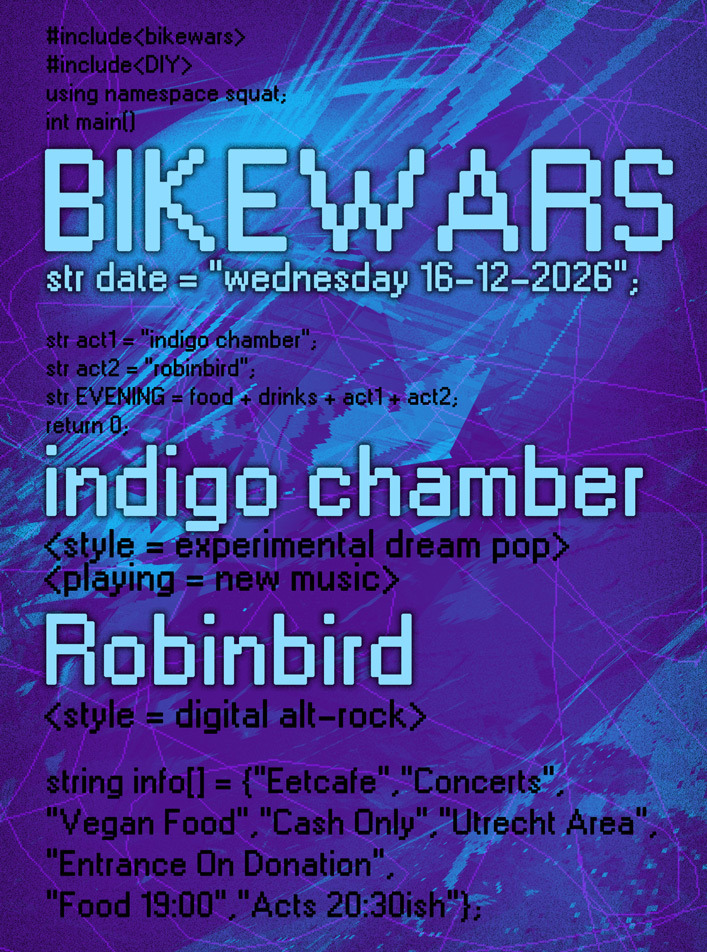 #include<bikewars>
#include<DIY>
using namespace squat;
int main()
BIKEWARS
str date = "wednesday 16-12-2026";
str act1 = "indigo chamber";
str act2 = "robinbird";
str EVENING = food + drinks + act1 + act2;
return 0;
indigo chamber
<style = experimental dream pop>
<playing = new music>
Robinbird
<style = digital alt-rock>
string info[] = {"Eetcafe","Concerts",
"Vegan Food","Cash Only","Utrecht Area",
"Entrance On Donation",
"Food 19:00","Acts 20:30ish"};